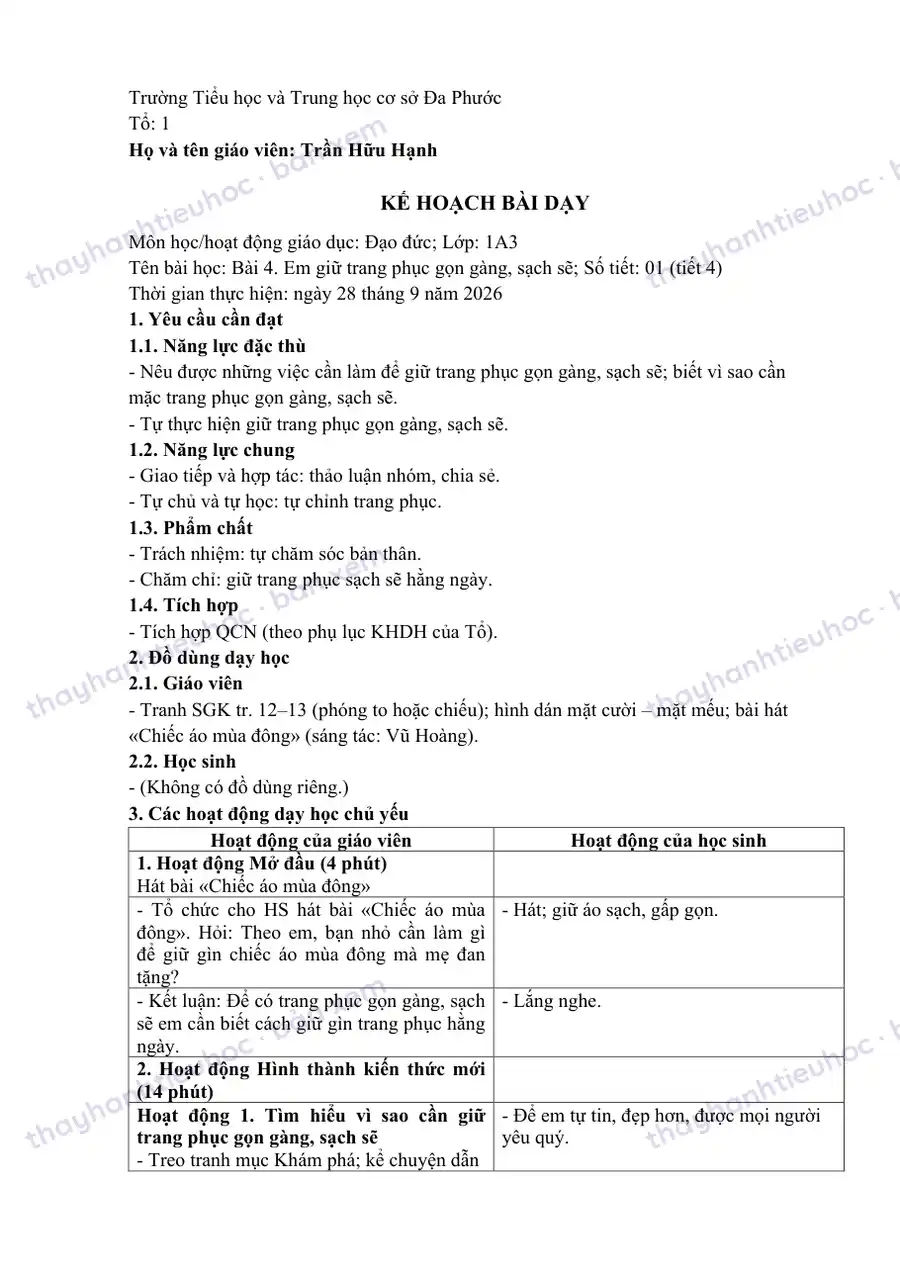 Trường Tiểu học và Trung học cơ sở Đa Phước
Tổ: 1
Họ và tên giáo viên: Trần Hữu Hạnh
KẾ HOẠCH BÀI DẠY
Môn học/hoạt động giáo dục: Đạo đức; Lớp: 1A3
Tên bài học: Bài 4. Em giữ trang phục gọn gàng, sạch sẽ; Số tiết: 01 (tiết 4)
Thời gian thực hiện: ngày 28 tháng 9 năm 2026
1. Yêu cầu cần đạt
1.1. Năng lực đặc thù
- Nêu được những việc cần làm để giữ trang phục gọn gàng, sạch sẽ; biết vì sao cần
mặc trang phục gọn gàng, sạch sẽ.
- Tự thực hiện giữ trang phục gọn gàng, sạch sẽ.
1.2. Năng lực chung
- Giao tiếp và hợp tác: thảo luận nhóm, chia sẻ.
- Tự chủ và tự học: tự chỉnh trang phục.
1.3. Phẩm chất
- Trách nhiệm: tự chăm sóc bản thân.
- Chăm chỉ: giữ trang phục sạch sẽ hằng ngày.
1.4. Tích hợp
- Tích hợp QCN (theo phụ lục KHDH của Tổ).
2. Đồ dùng dạy học
2.1. Giáo viên
- Tranh SGK tr. 12–13 (phóng to hoặc chiếu); hình dán mặt cười – mặt mếu; bài hát
«Chiếc áo mùa đông» (sáng tác: Vũ Hoàng).
2.2. Học sinh
- (Không có đồ dùng riêng.)
3. Các hoạt động dạy học chủ yếu
Hoạt động của giáo viên
Hoạt động của học sinh
1. Hoạt động Mở đầu (4 phút)
Hát bài «Chiếc áo mùa đông»
- Tổ chức cho HS hát bài «Chiếc áo mùa
đông». Hỏi: Theo em, bạn nhỏ cần làm gì
để giữ gìn chiếc áo mùa đông mà mẹ đan
tặng?
- Hát; giữ áo sạch, gấp gọn.
- Kết luận: Để có trang phục gọn gàng, sạch
sẽ em cần biết cách giữ gìn trang phục hằng
ngày.
- Lắng nghe.
2. Hoạt động Hình thành kiến thức mới
(14 phút)
Hoạt động 1. Tìm hiểu vì sao cần giữ
trang phục gọn gàng, sạch sẽ
- Treo tranh mục Khám phá; kể chuyện dẫn
- Để em tự tin, đẹp hơn, được mọi người
yêu quý.
thayhanhtieuhoc · bản xem
thayhanhtieuhoc · b
thayhanhtieuhoc · bản xem
thayhanhtieuhoc · b
thayhanhtieuhoc · bản xem
thayhanhtieuhoc · b